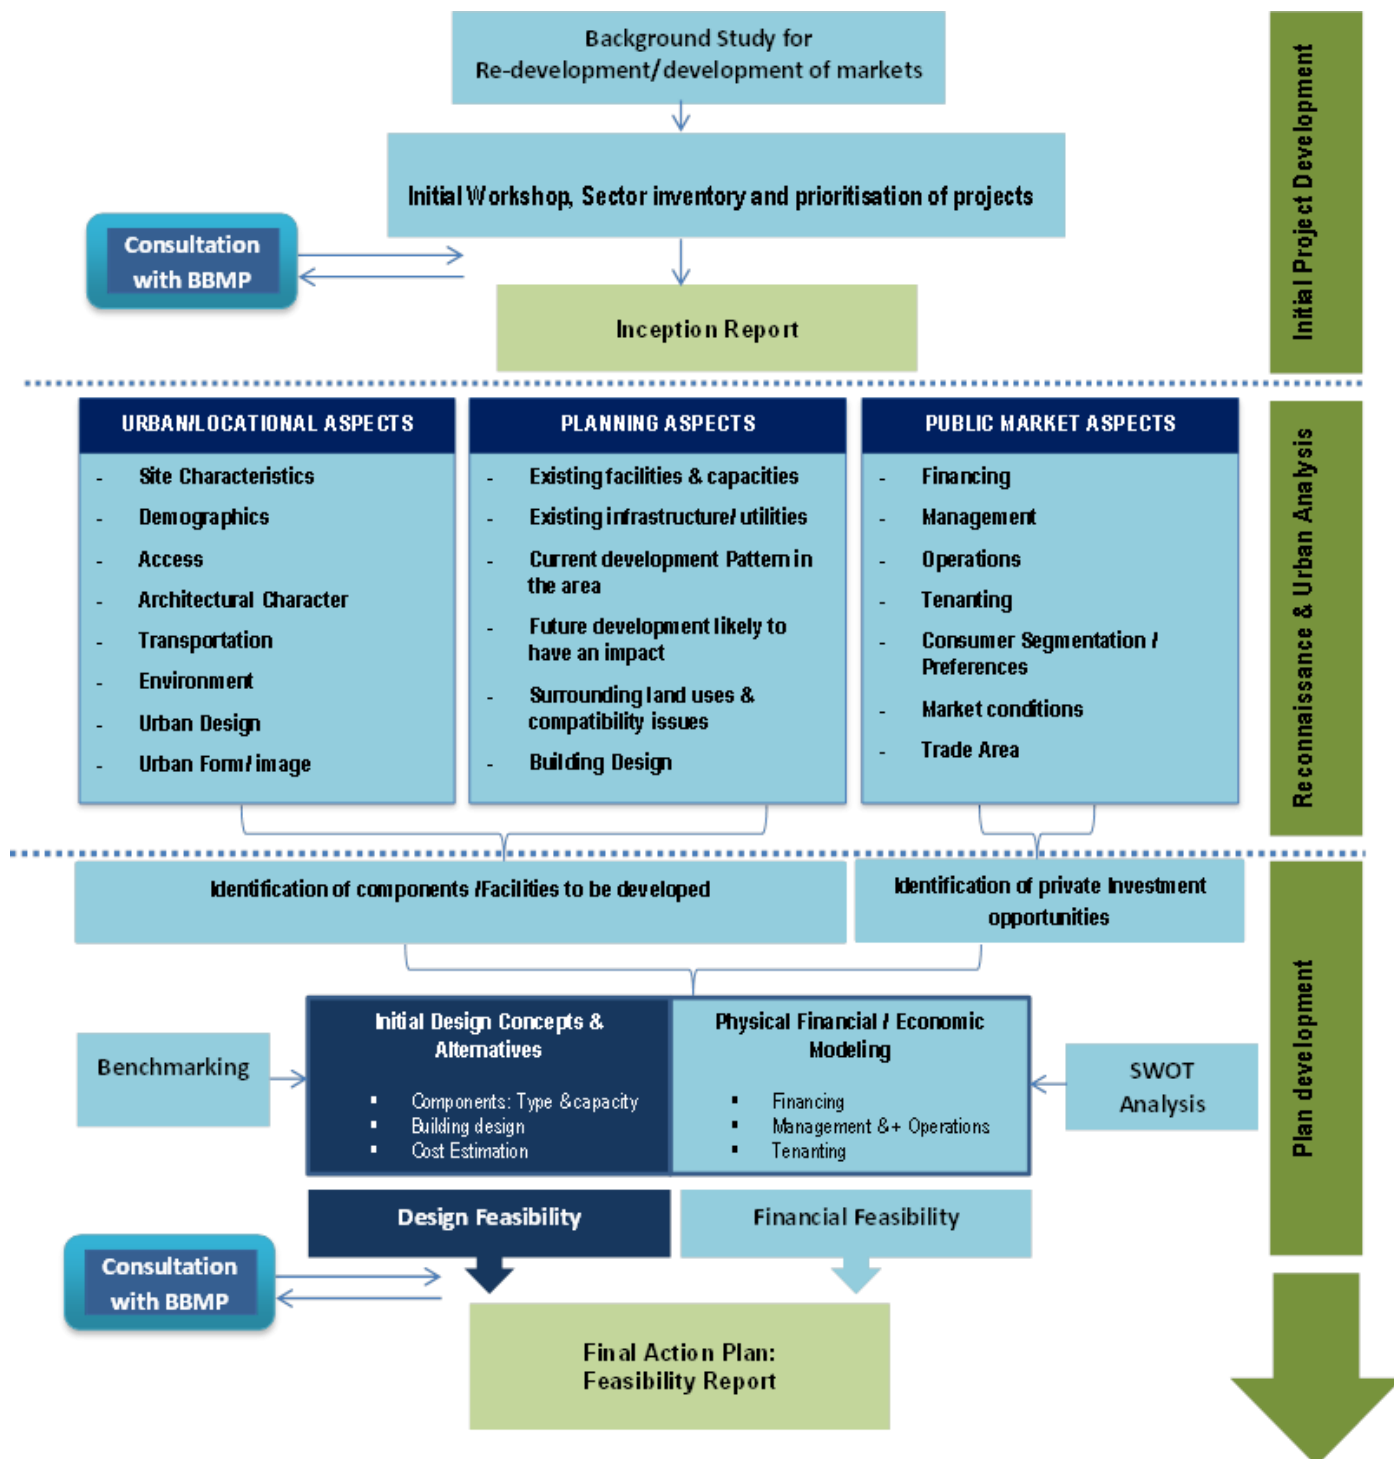 Background Study for
Re-development/development of markets
Initial Workshop, Sector inventory and prioritisation of projects
Consultation
with BBMP
Inception Report
Initial Project Development
URBAN/LOCATIONAL ASPECTS
- Site Characteristics
- Demographics
- Access
- Architectural Character
- Transportation
- Environment
- Urban Design
- Urban Form/ image
PLANNING ASPECTS
- Existing facilities & capacities
- Existing infrastructure/ utilities
- Current development Pattern in
the area
- Future development likely to
have an impact
- Surrounding land uses &
compatibility issues
- Building Design
PUBLIC MARKET ASPECTS
- Financing
- Management
- Operations
- Tenanting
- Consumer Segmentation /
Preferences
- Market conditions
- Trade Area
Reconnaissance & Urban Analysis
Identification of components /Facilities to be developed
Identification of private Investment
opportunities
Benchmarking
Initial Design Concepts &
Alternatives
▪ Components: Type & capacity
▪ Building design
▪ Cost Estimation
Physical Financial / Economic
Modeling
▪ Financing
▪ Management & + Operations
▪ Tenanting
SWOT
Analysis
Design Feasibility
Financial Feasibility
Consultation
with BBMP
Final Action Plan:
Feasibility Report
Plan development